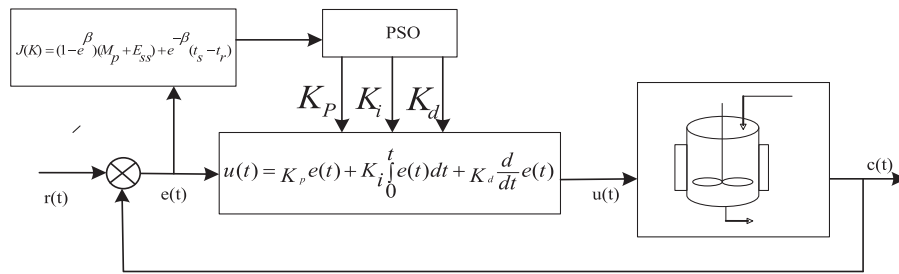 J(K) = (1-e^β)(M_p + E_ss) + e^-β(t_s - t_r)
PSO
K_P K_i K_d
u(t) = K_p e(t) + K_i ∫_0^t e(t)dt + K_d d/dt e(t)
r(t)
e(t)
u(t)
c(t)